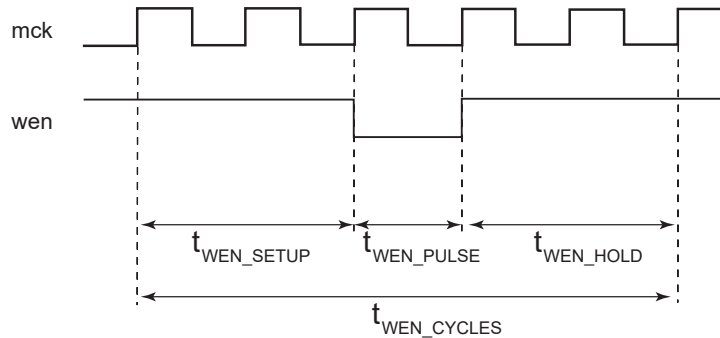 mck
wen
tWEN_SETUP
tWEN_PULSE
tWEN_HOLD
tWEN_CYCLES